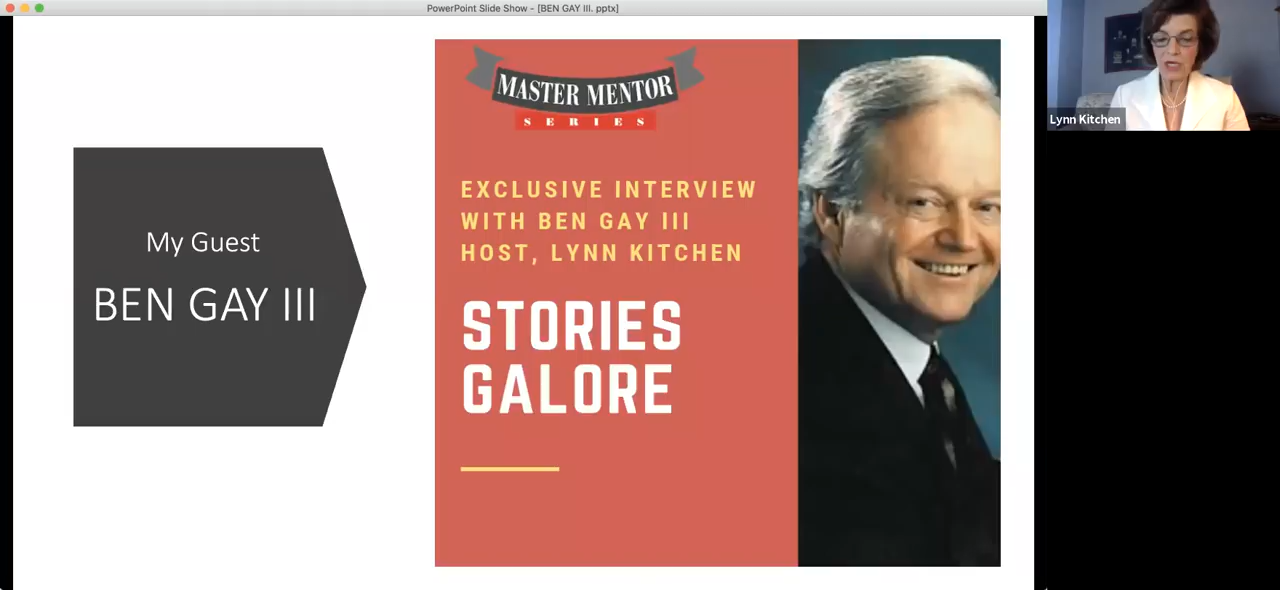 PowerPoint Slide Show - [BEN GAY III. pptx]
My Guest
BEN GAY III
MASTER MENTOR
SERIES
EXCLUSIVE INTERVIEW
WITH BEN GAY III
HOST, LYNN KITCHEN
STORIES
GALORE
Lynn Kitchen